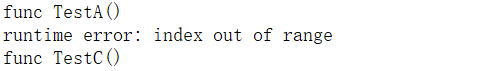 func TestA()
runtime error: index out of range
func TestC()